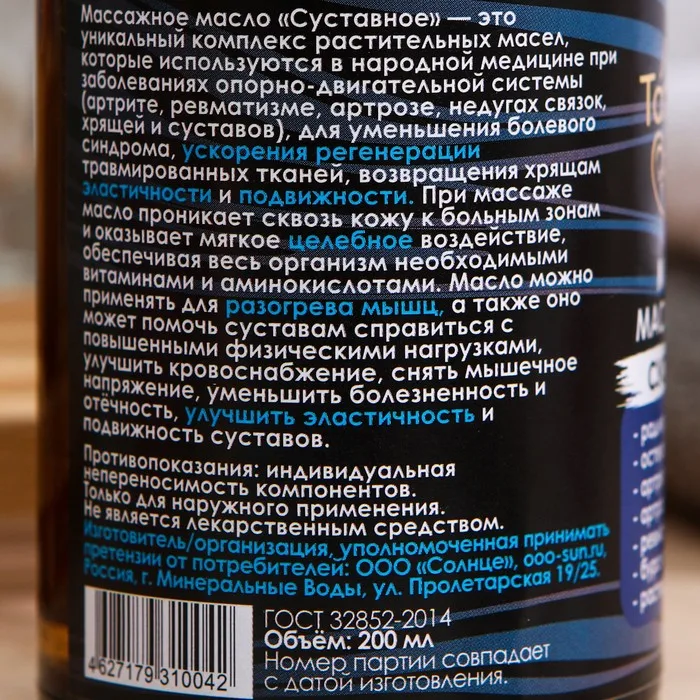 Массажное масло «Суставное» — это
уникальный комплекс растительных масел,
которые используются в народной медицине при
заболеваниях опорно-двигательной системы
(артрите, ревматизме, артрозе, недугах связок,
хрящей и суставов), для уменьшения болевого
синдрома, ускорения регенерации
травмированных тканей, возвращения хрящам
эластичности и подвижности. При массаже
масло проникает сквозь кожу к больным зонам
и оказывает мягкое целебное воздействие,
обеспечивая весь организм необходимыми
витаминами и аминокислотами. Масло можно
применять для разогрева мышц, а также оно
может помочь суставам справиться с
повышенными физическими нагрузками,
улучшить кровоснабжение, снять мышечное
напряжение, уменьшить болезненность и
отёчность, улучшить эластичность и
подвижность суставов.
Противопоказания: индивидуальная
непереносимость компонентов.
Только для наружного применения.
Не является лекарственным средством.
Изготовитель/организация, уполномоченная принимать
претензии от потребителей: ООО «Солнце», ooo-sun.ru,
Россия, г. Минеральные Воды, ул. Пролетарская 19/25.
ГОСТ 32852-2014
Объём: 200 мл
Номер партии совпадает
с датой изготовления.
4 627179 310042